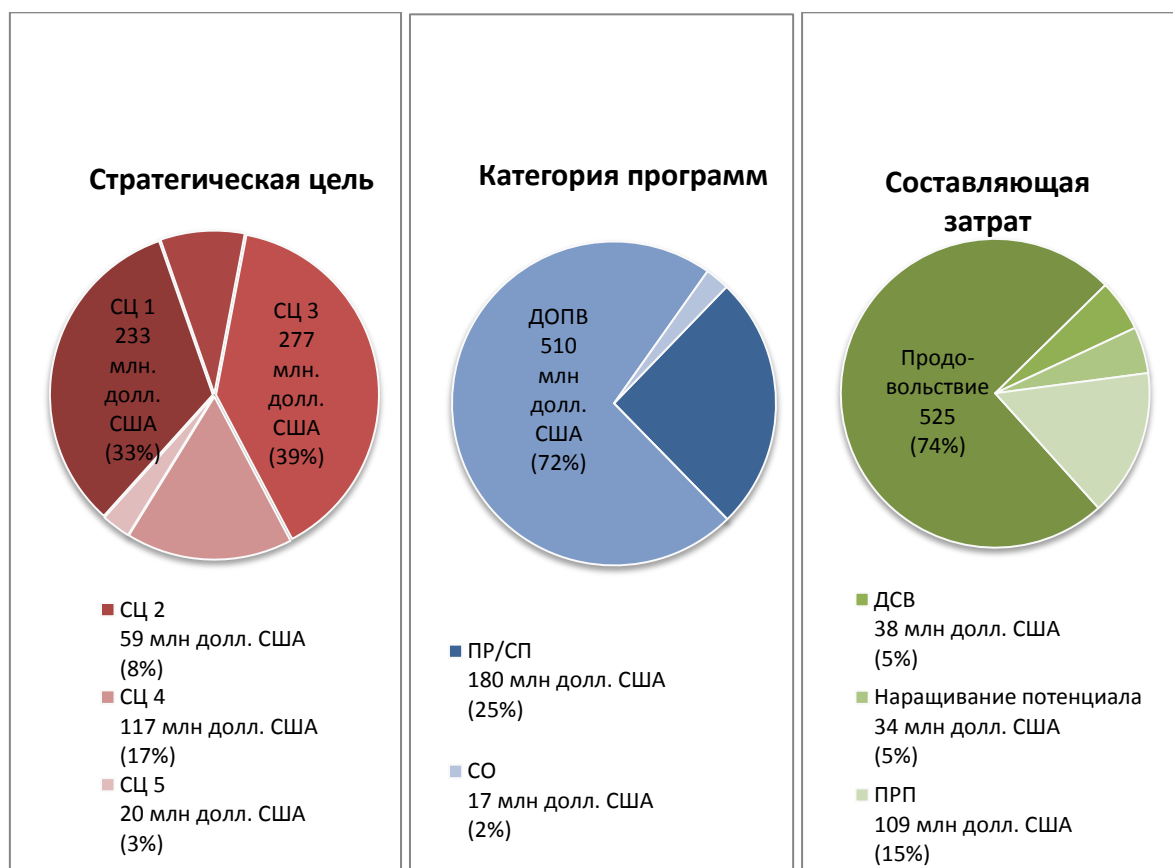 Стратегическая цель
СЦ 1
233
млн.
долл.
США
(33%)
СЦ 3
277
млн.
долл.
США
(39%)
СЦ 2
59 млн долл. США
(8%)
СЦ 4
117 млн долл. США
(17%)
СЦ 5
20 млн долл. США
(3%)
Категория программ
ДОПВ
510
млн
долл.
США
(72%)
ПР/СП
180 млн долл. США
(25%)
СО
17 млн долл. США
(2%)
Составляющая
затрат
Продо-
вольствие
525
(74%)
ДСВ
38 млн долл. США
(5%)
Наращивание потенциала
34 млн долл. США
(5%)
ПРП
109 млн долл. США
(15%)